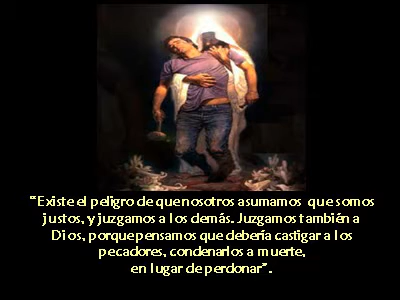 “Existe el peligro de que nosotros asumamos que somos
justos, y juzgamos a los demás. Juzgamos también a
Dios, porque pensamos que debería castigar a los
pecadores, condenarlos a muerte,
en lugar de perdonar”.